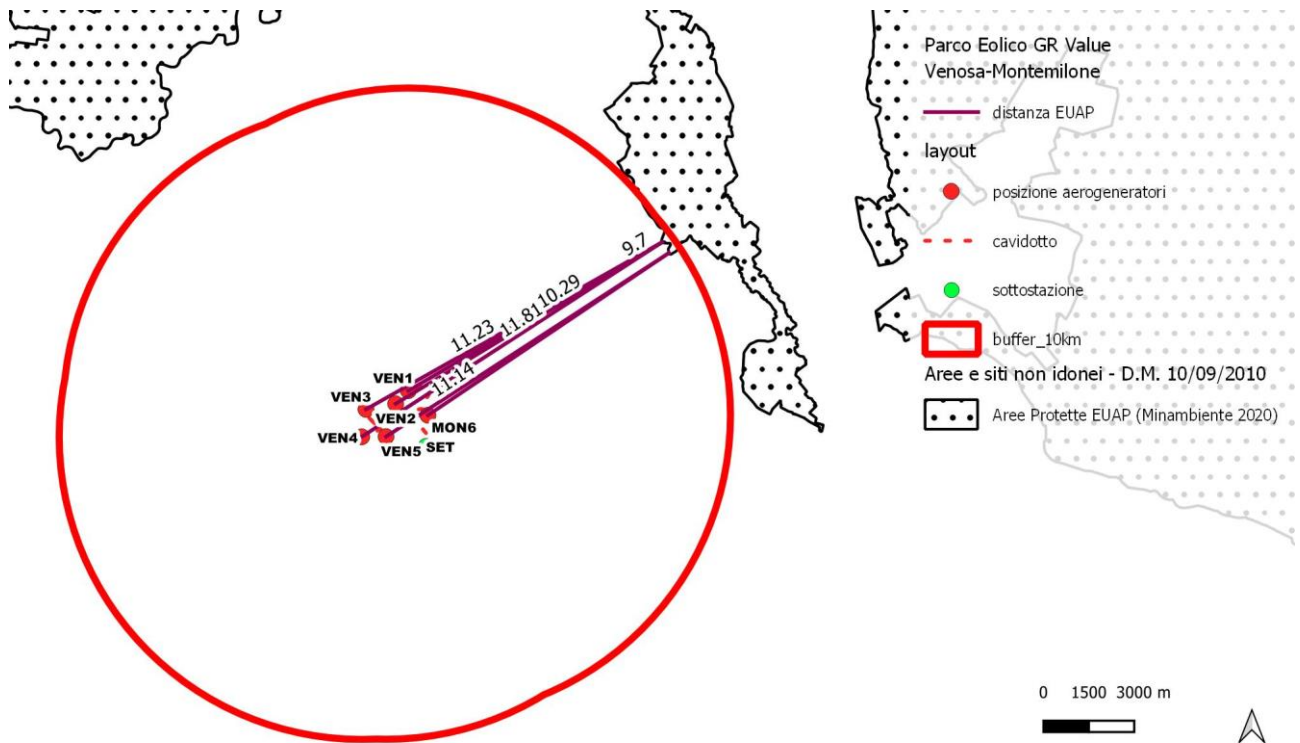 Parco Eolico GR Value
Venosa-Montemilone
distanza EUAP
layout
posizione aerogeneratori
cavidotto
sottostazione
buffer_10km
Aree e siti non idonei - D.M. 10/09/2010
Aree Protette EUAP (Minambiente 2020)
9.7
10.29
11.81
11.23
11.14
VEN1
VEN3
VEN2
MON6
VEN4
VEN5
SET
0 1500 3000 m